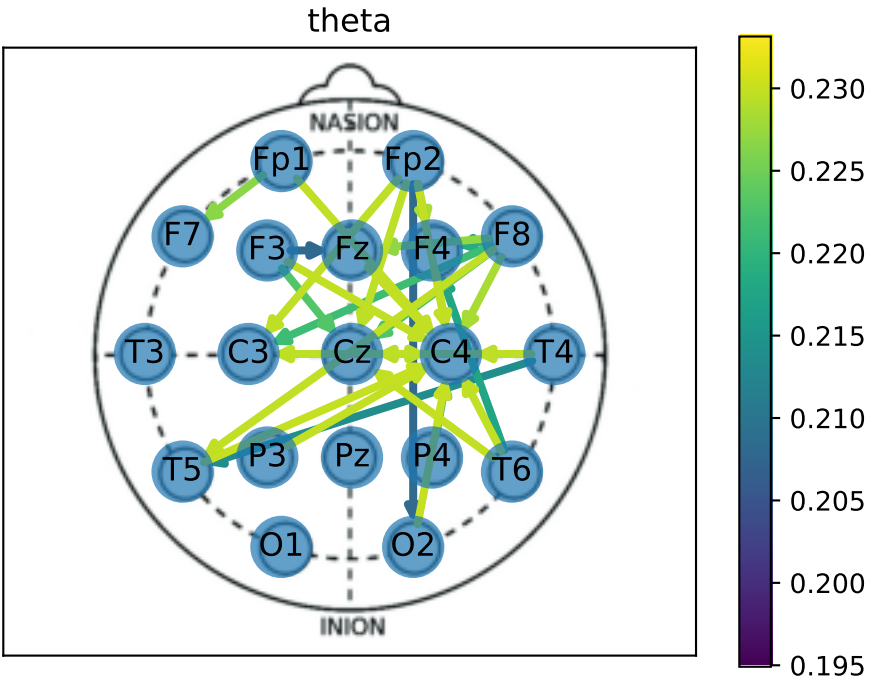 theta
NASION
Fp1 Fp2
F7 F3 Fz F4 F8
T3 C3 Cz C4 T4
T5 P3 Pz P4 T6
O1 O2
INION
0.230
0.225
0.220
0.215
0.210
0.205
0.200
0.195